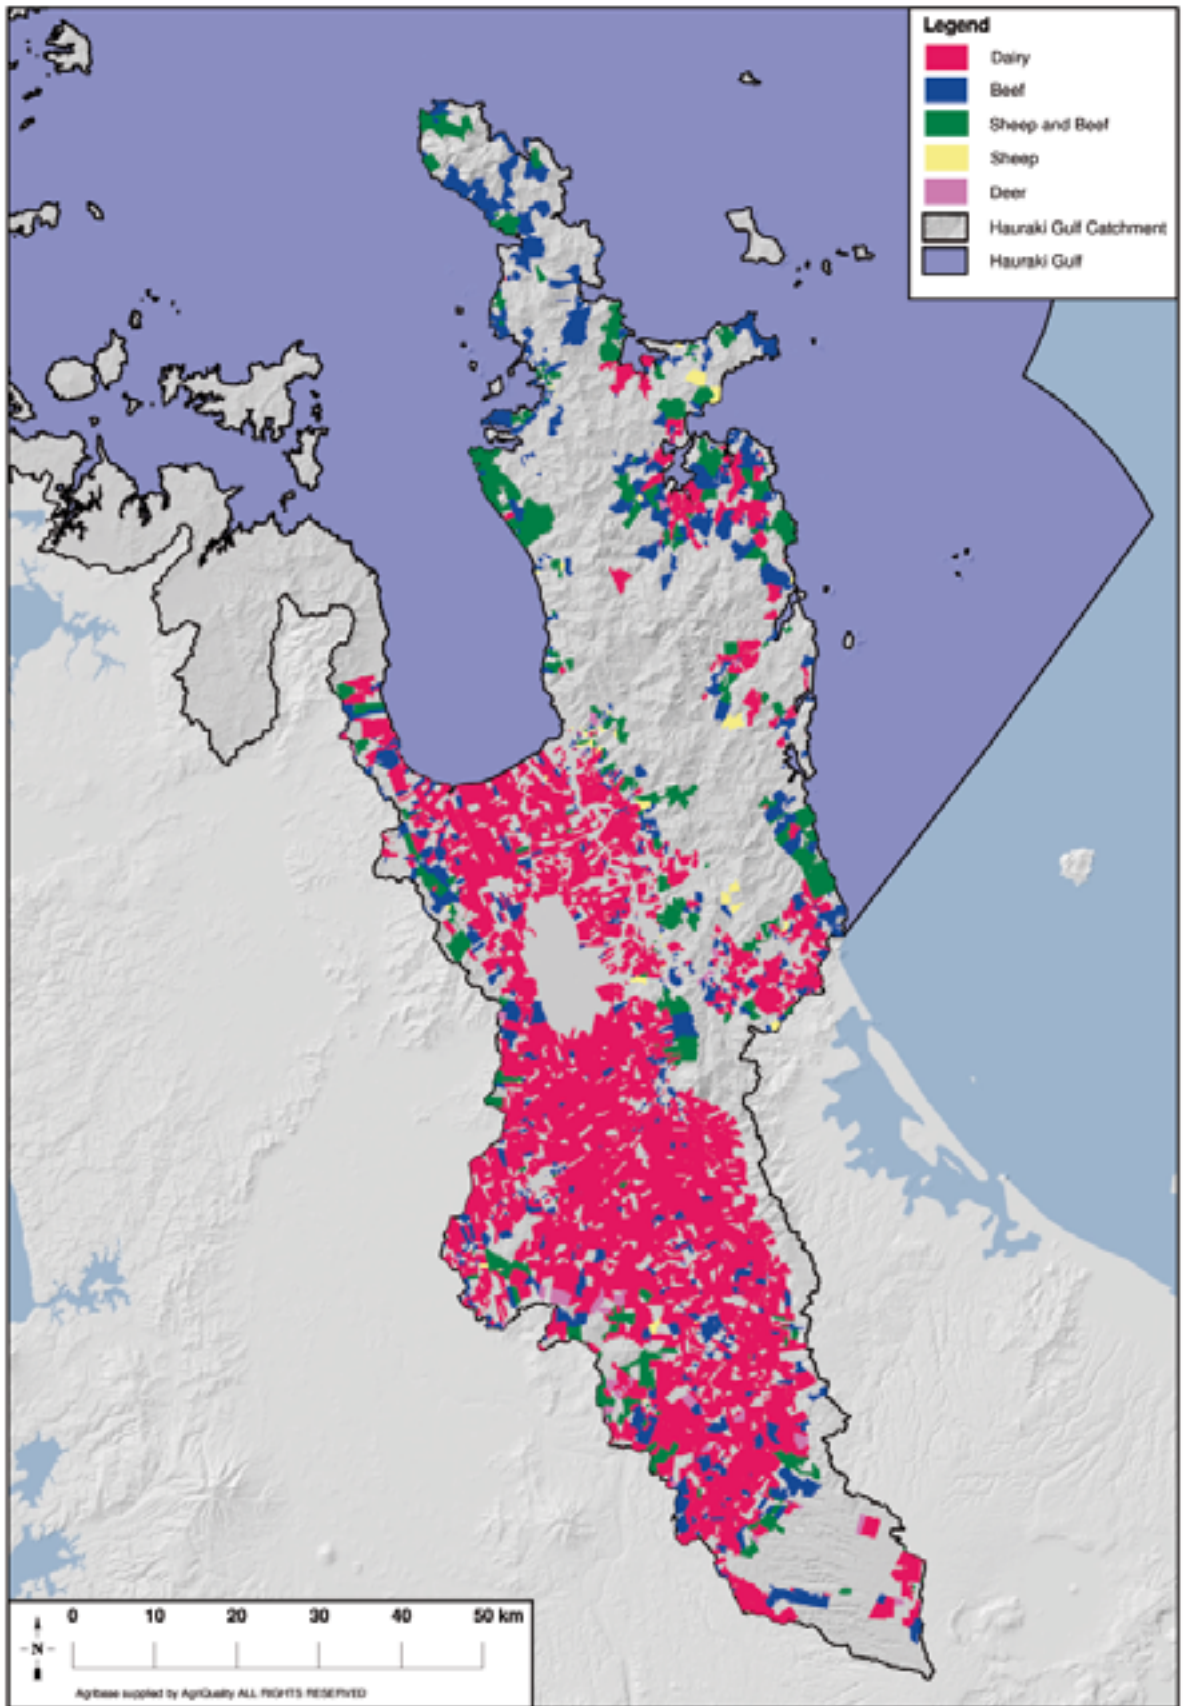 Legend
Dairy
Beef
Sheep and Beef
Sheep
Deer
Hauraki Gulf Catchment
Hauraki Gulf
0 10 20 30 40 50 km
N
Agribase supplied by AgriQuality ALL RIGHTS RESERVED